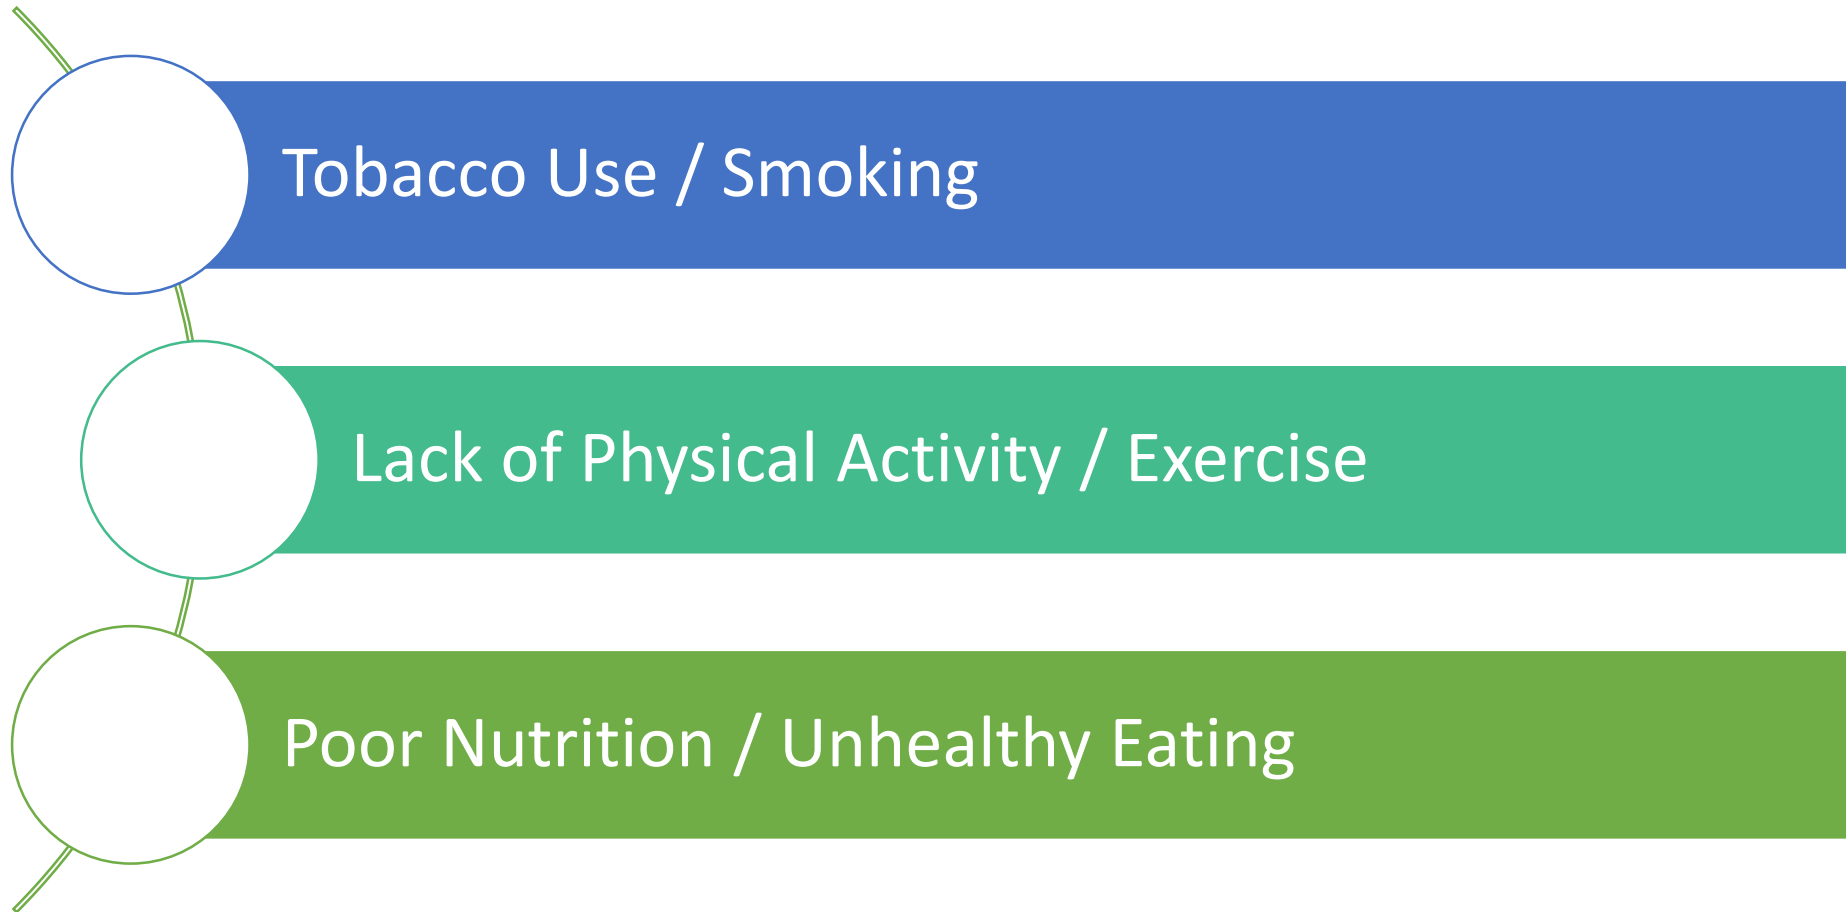 Tobacco Use / Smoking
Lack of Physical Activity / Exercise
Poor Nutrition / Unhealthy Eating